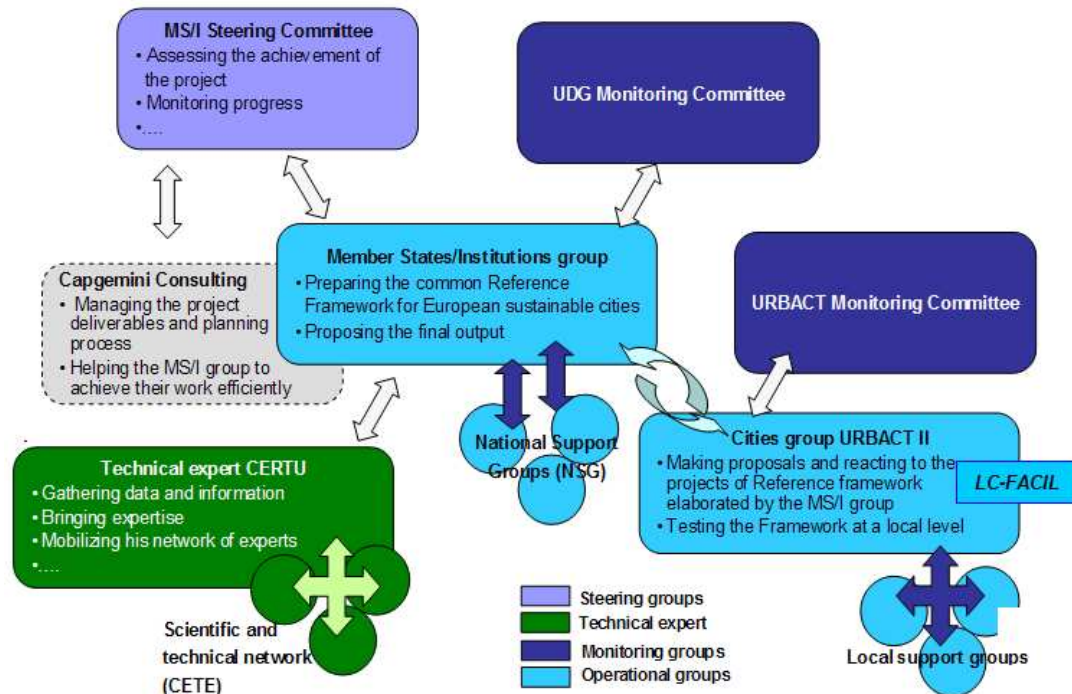 MS/I Steering Committee
• Assessing the achievement of
the project
• Monitoring progress
•....
UDG Monitoring Committee
Member States/Institutions group
• Preparing the common Reference
Framework for European sustainable cities
• Proposing the final output
URBACT Monitoring Committee
Capgemini Consulting
• Managing the project
deliverables and planning
process
• Helping the MS/I group to
achieve their work efficiently
National Support
Groups (NSG)
Cities group URBACT II
• Making proposals and reacting to the
projects of Reference framework
elaborated by the MS/I group
• Testing the Framework at a local level
LC-FACIL
Technical expert CERTU
• Gathering data and information
• Bringing expertise
• Mobilizing his network of experts
•....
Scientific and
technical network
(CETE)
Steering groups
Technical expert
Monitoring groups
Operational groups
Local support groups